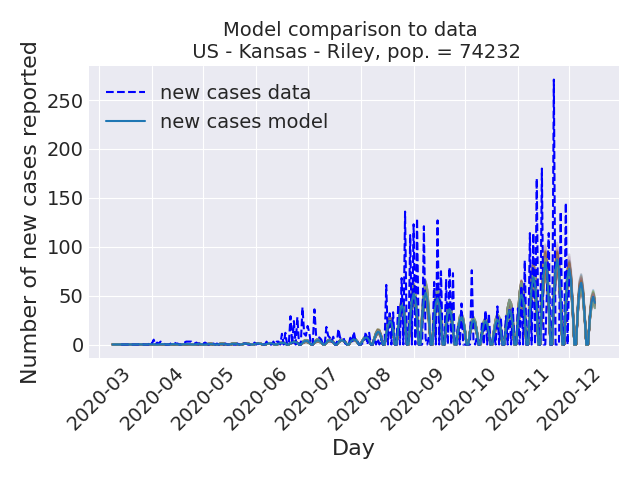 Model comparison to data
US - Kansas - Riley, pop. = 74232
Number of new cases reported
250
200
150
100
50
0
new cases data
new cases model
2020-03
2020-04
2020-05
2020-06
2020-07
2020-08
2020-09
2020-10
2020-11
2020-12
Day